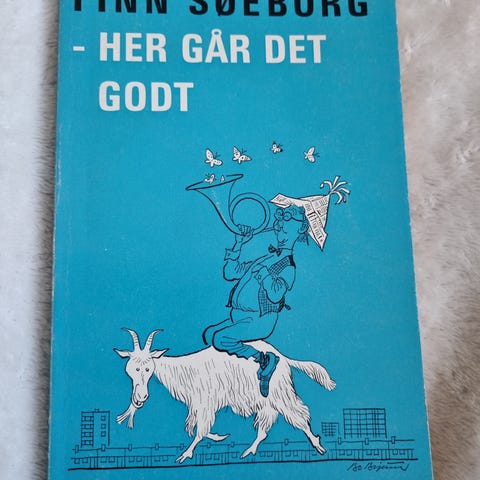 FINN SØEBORG
- HER GÅR DET
GODT